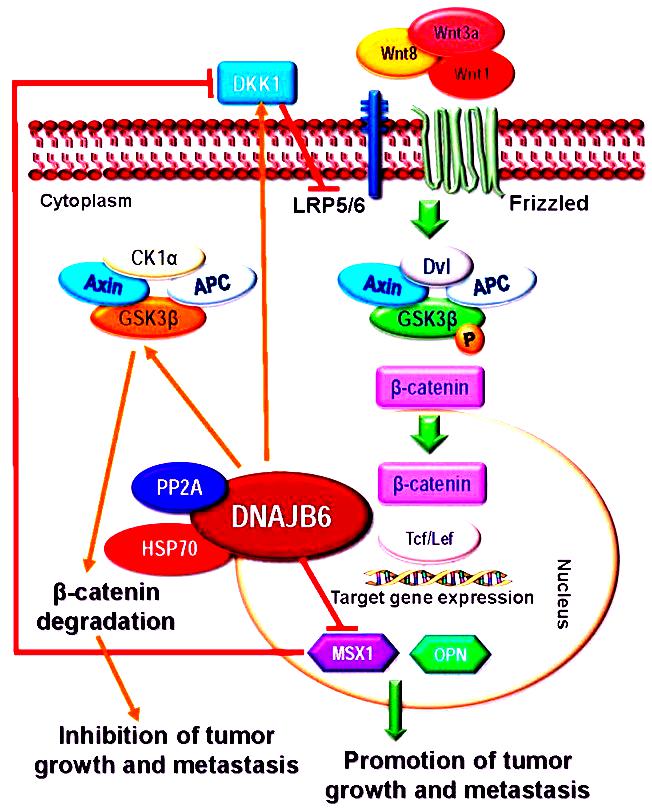 Wnt3a
Wnt8
Wnt1
DKK1
Cytoplasm
LRP5/6
Frizzled
CK1α
Axin
APC
GSK3β
Dvl
Axin
APC
GSK3β
P
β-catenin
β-catenin
PP2A
DNAJB6
HSP70
Tcf/Lef
Nucleus
Target gene expression
β-catenin
degradation
MSX1
OPN
Inhibition of tumor
growth and metastasis
Promotion of tumor
growth and metastasis